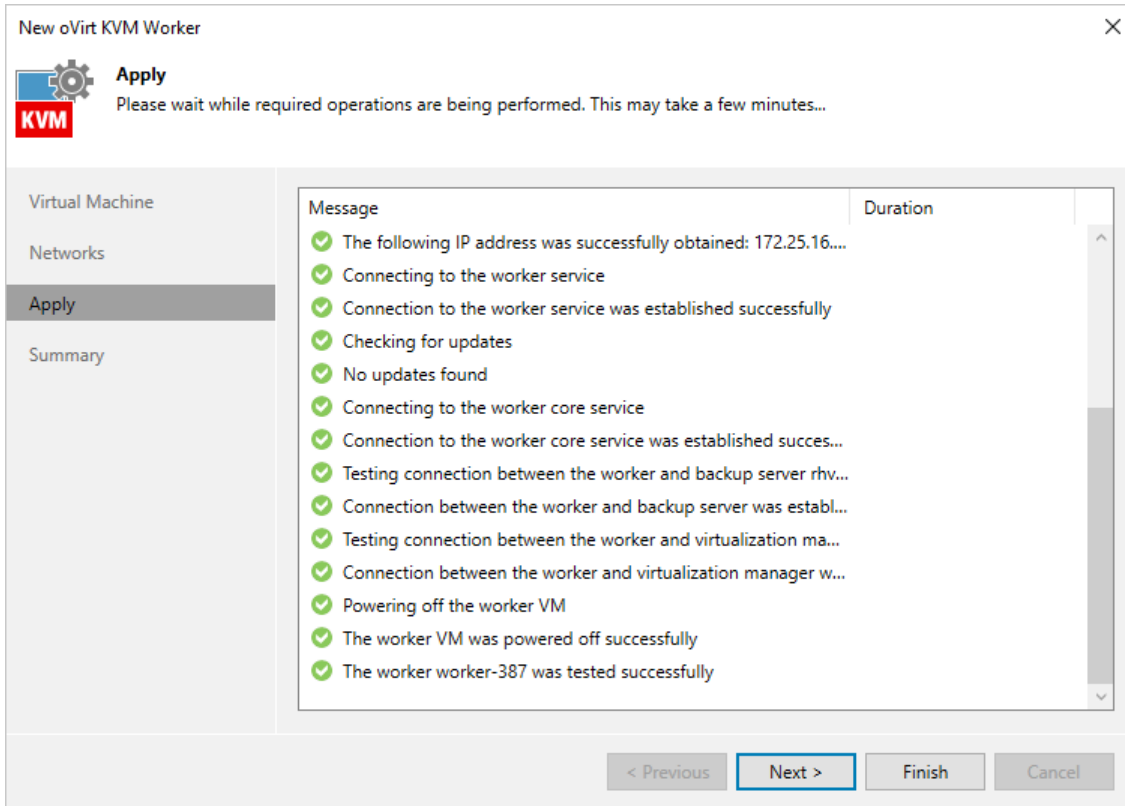 New oVirt KVM Worker
Apply
Please wait while required operations are being performed. This may take a few minutes...
KVM
Virtual Machine
Networks
Apply
Summary
Message Duration
The following IP address was successfully obtained: 172.25.16....
Connecting to the worker service
Connection to the worker service was established successfully
Checking for updates
No updates found
Connecting to the worker core service
Connection to the worker core service was established succes...
Testing connection between the worker and backup server rhv...
Connection between the worker and backup server was establ...
Testing connection between the worker and virtualization ma...
Connection between the worker and virtualization manager w...
Powering off the worker VM
The worker VM was powered off successfully
The worker worker-387 was tested successfully
< Previous Next > Finish Cancel